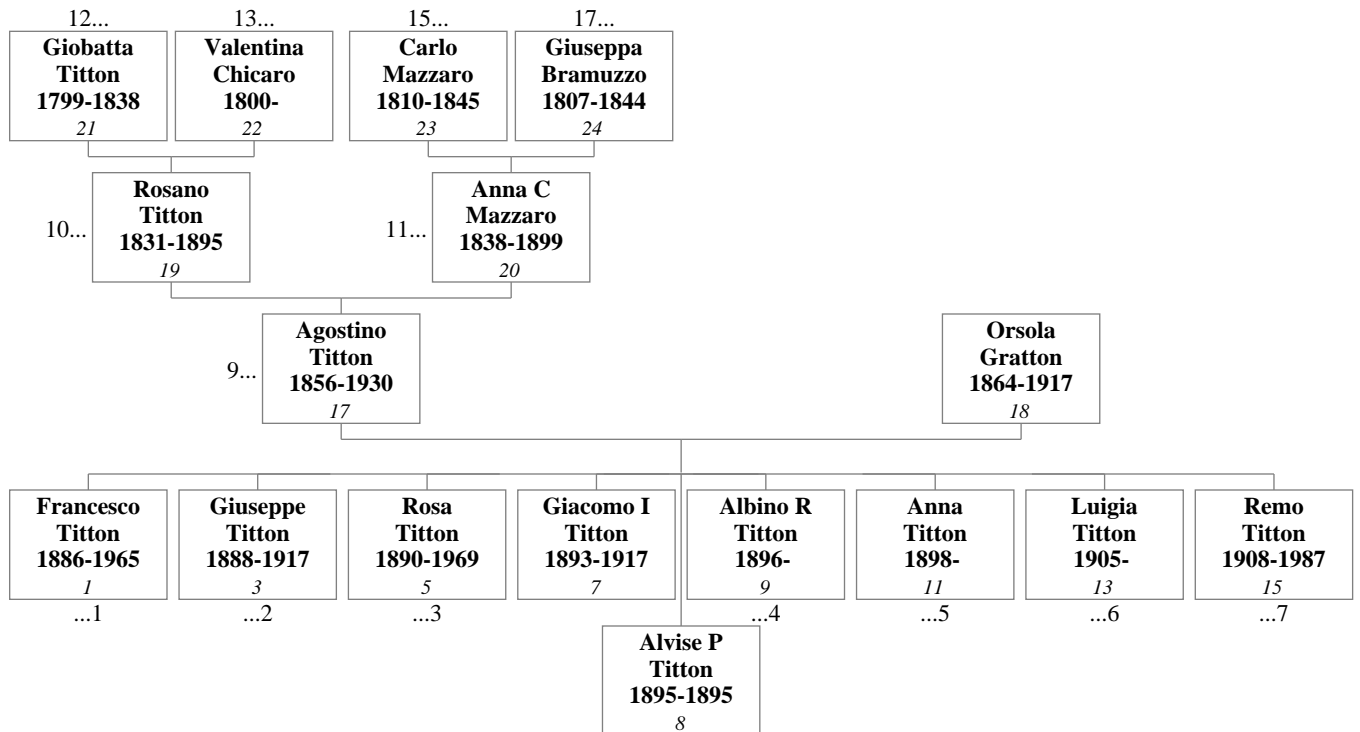 12...
13...
15...
17...
Giobatta
Titton
1799-1838
21
Valentina
Chicaro
1800-
22
Carlo
Mazzaro
1810-1845
23
Giuseppa
Bramuzzo
1807-1844
24
10...
Rosano
Titton
1831-1895
19
11...
Anna C
Mazzaro
1838-1899
20
9...
Agostino
Titton
1856-1930
17
Orsola
Gratton
1864-1917
18
Francesco
Titton
1886-1965
1
...1
Giuseppe
Titton
1888-1917
3
...2
Rosa
Titton
1890-1969
5
...3
Giacomo I
Titton
1893-1917
7
Albino R
Titton
1896-
9
...4
Anna
Titton
1898-
11
...5
Luigia
Titton
1905-
13
...6
Remo
Titton
1908-1987
15
...7
Alvise P
Titton
1895-1895
8